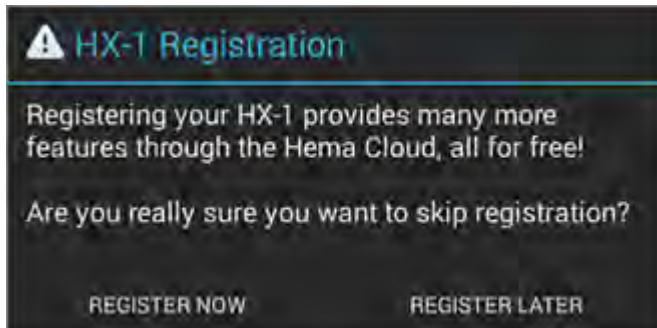 HX-1 Registration
Registering your HX-1 provides many more
features through the Hema Cloud, all for free!
Are you really sure you want to skip registration?
REGISTER NOW
REGISTER LATER